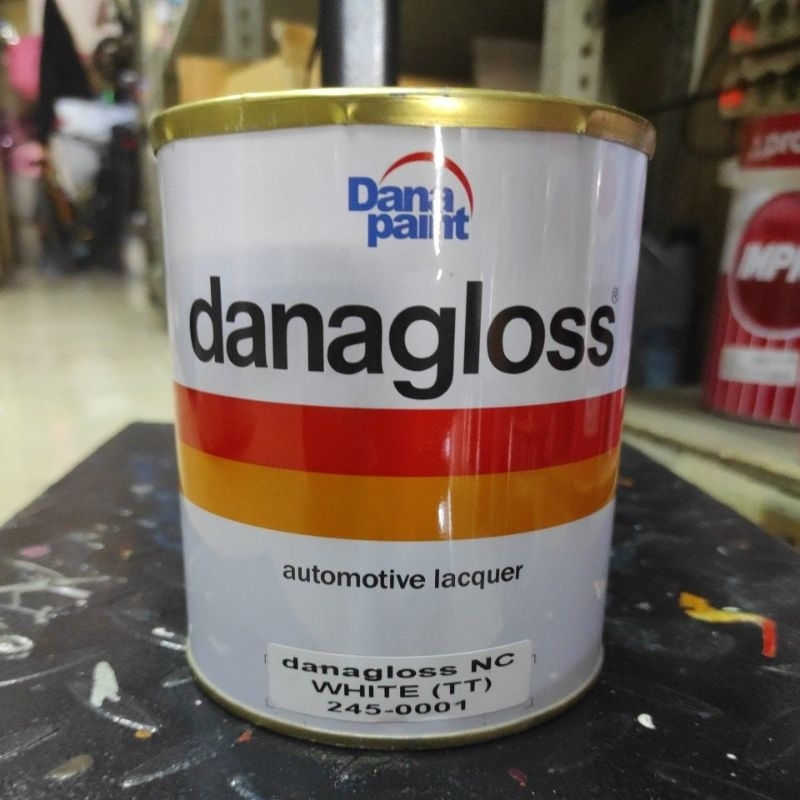 Dana
paint
danagloss®
automotive lacquer
danagloss NC
WHITE (TT)
245-0001